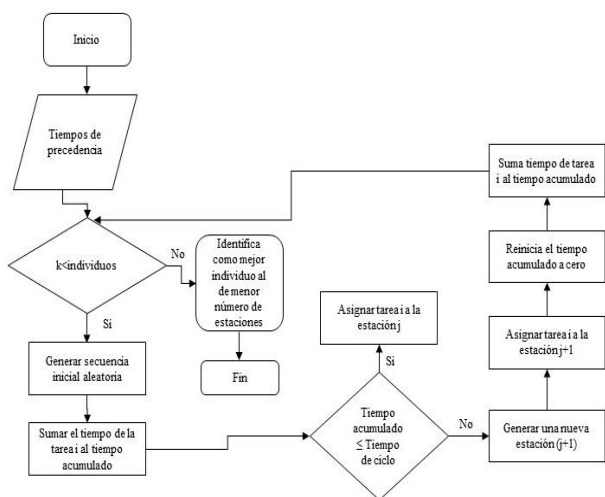 Inicio
Tiempos de
precedencia
k<individuos
No
Identifica
como mejor
individuo al
de menor
número de
estaciones
Fin
Sí
Generar secuencia
inicial aleatoria
Sumar el tiempo de la
tarea i al tiempo
acumulado
Tiempo
acumulado
≤ Tiempo
de ciclo
Si
Asignar tarea i a la
estación j
No
Generar una nueva
estación (j+1)
Asignar tarea i a la
estación j+1
Reinicia el tiempo
acumulado a cero
Suma tiempo de tarea
i al tiempo acumulado